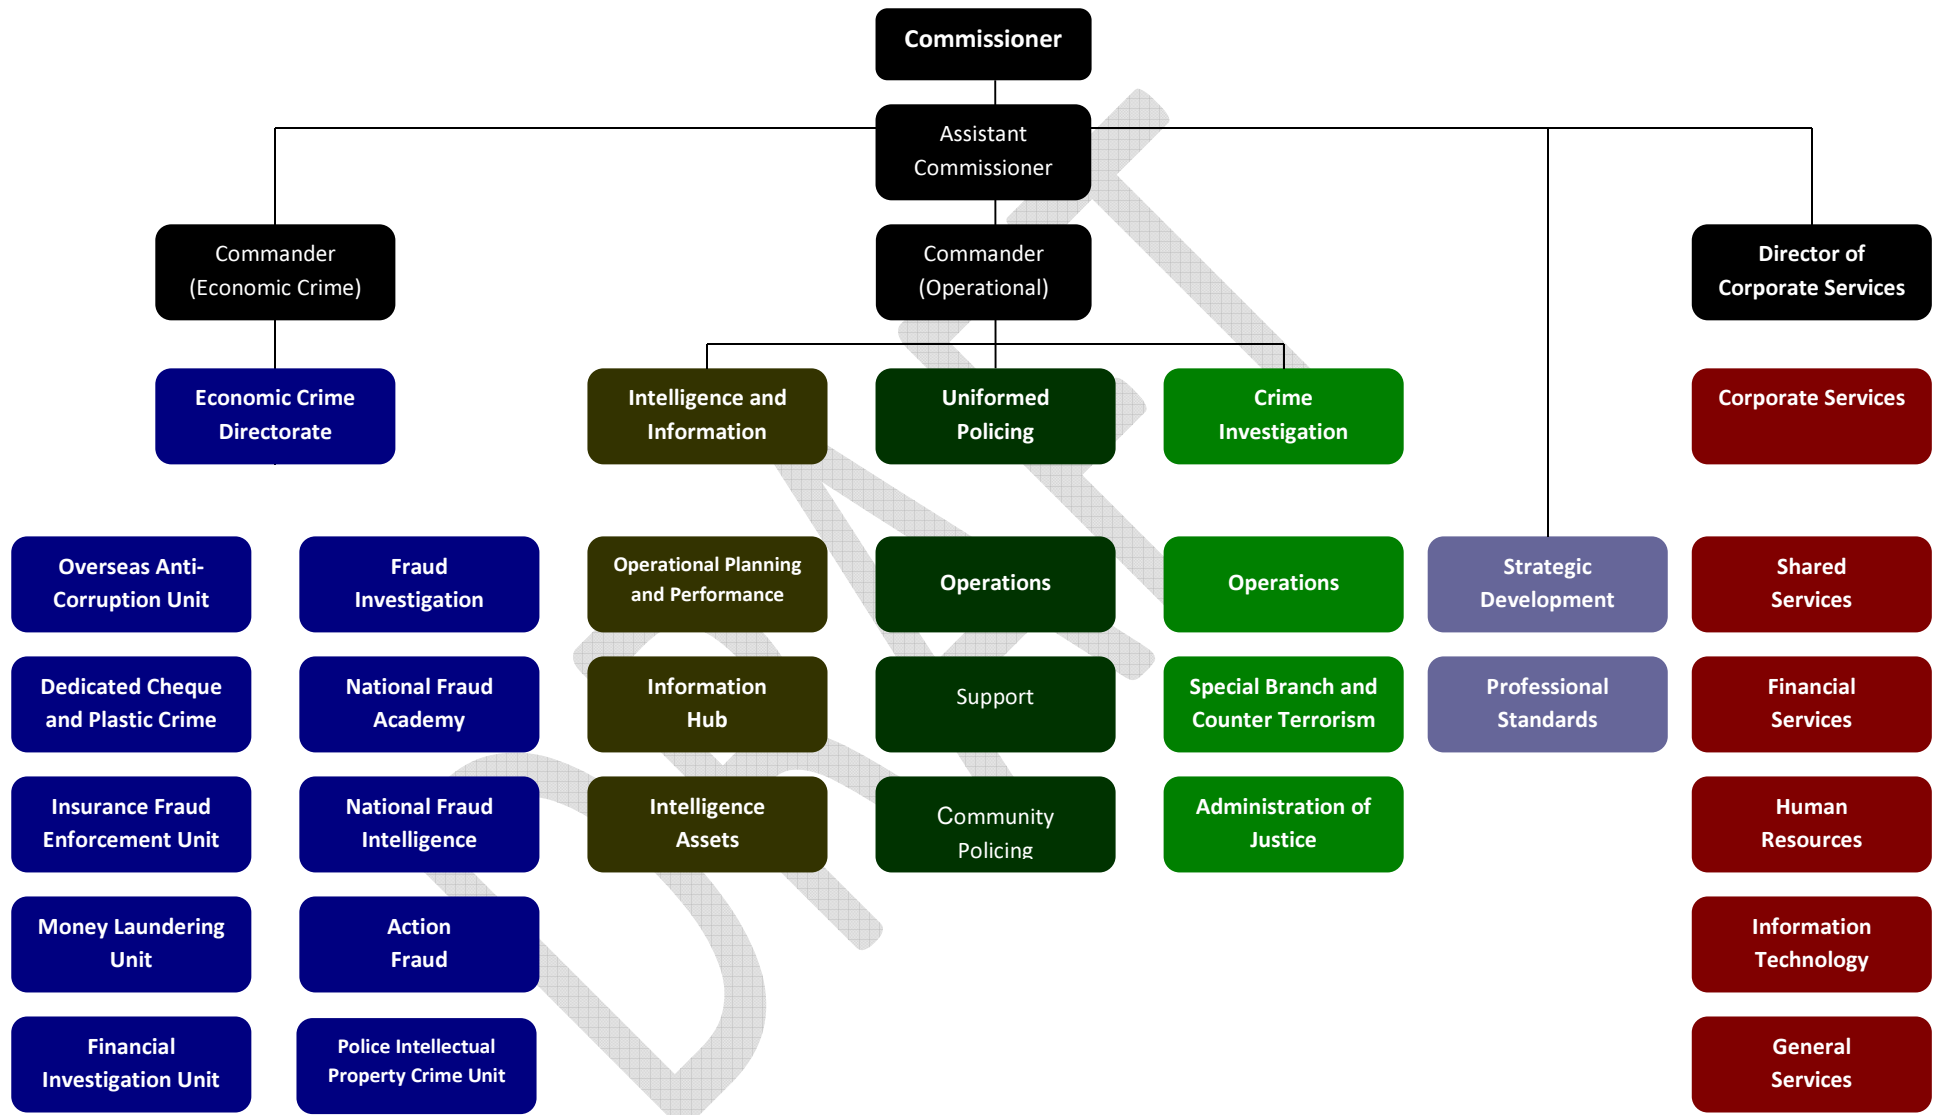 Commissioner
Assistant
Commissioner
Commander
(Economic Crime)
Commander
(Operational)
Director of
Corporate Services
Economic Crime
Directorate
Intelligence and
Information
Uniformed
Policing
Crime
Investigation
Corporate Services
Overseas Anti-
Corruption Unit
Fraud
Investigation
Operational Planning
and Performance
Operations
Operations
Strategic
Development
Shared
Services
Dedicated Cheque
and Plastic Crime
National Fraud
Academy
Information
Hub
Support
Special Branch and
Counter Terrorism
Professional
Standards
Financial
Services
Insurance Fraud
Enforcement Unit
National Fraud
Intelligence
Intelligence
Assets
Community
Policing
Administration of
Justice
Human
Resources
Money Laundering
Unit
Action
Fraud
Information
Technology
Financial
Investigation Unit
Police Intellectual
Property Crime Unit
General
Services
DRAFT